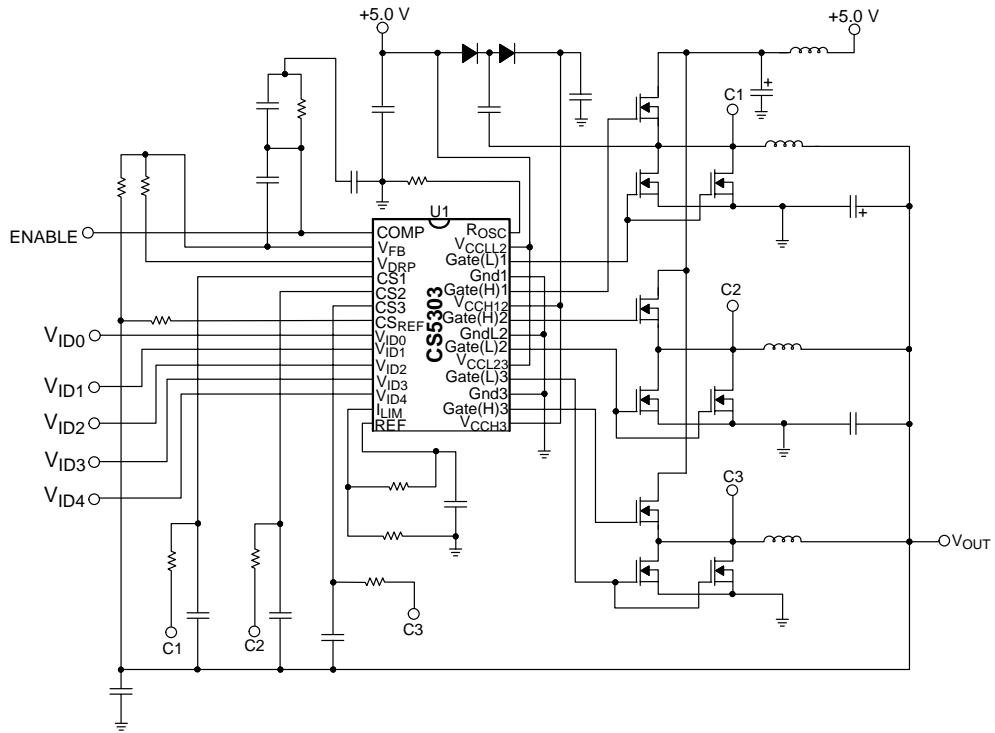 +5.0 V
+5.0 V
C1
+
+
U1
ENABLE
COMP
VFB
VDRP
CS1
CS2
CS3
CSREF
VID0
VID1
VID2
VID3
VID4
ILIM
REF
CS5303
ROSC
VCCLL2
Gate(L)1
Gnd1
Gate(H)1
VCCH12
Gate(H)2
GndL2
Gate(L)2
VCCL23
Gate(L)3
Gnd3
Gate(H)3
VCCH3
C2
VID0
VID1
VID2
VID3
VID4
C3
VOUT
C1
C2
C3